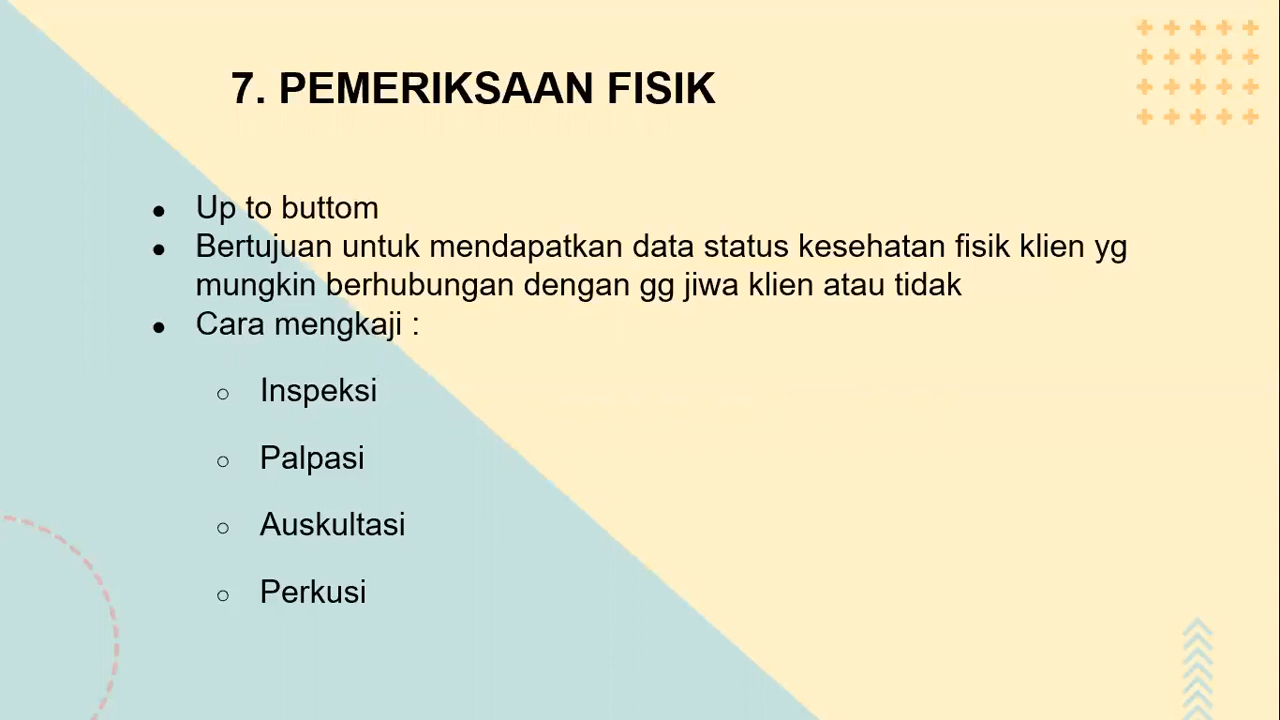 7. PEMERIKSAAN FISIK
● Up to buttom
● Bertujuan untuk mendapatkan data status kesehatan fisik klien yg
mungkin berhubungan dengan gg jiwa klien atau tidak
● Cara mengkaji :
○ Inspeksi
○ Palpasi
○ Auskultasi
○ Perkusi